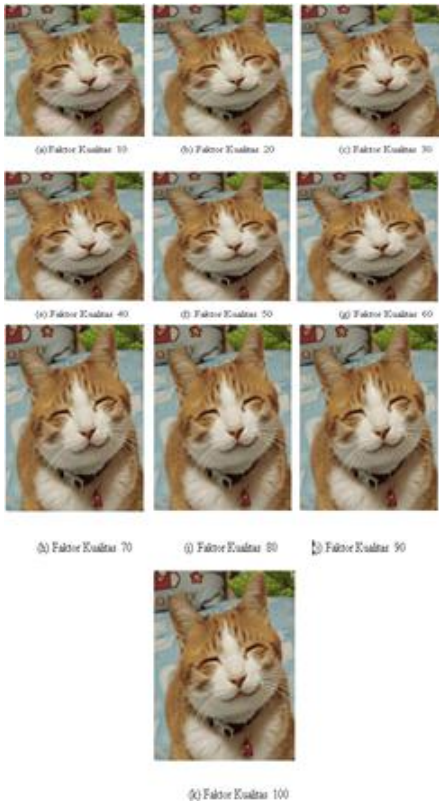 (a) Faktor Kualitas 10
(b) Faktor Kualitas 20
(c) Faktor Kualitas 30
(e) Faktor Kualitas 40
(f) Faktor Kualitas 50
(g) Faktor Kualitas 60
(h) Faktor Kualitas 70
(i) Faktor Kualitas 80
Faktor Kualitas 90
(k) Faktor Kualitas 100